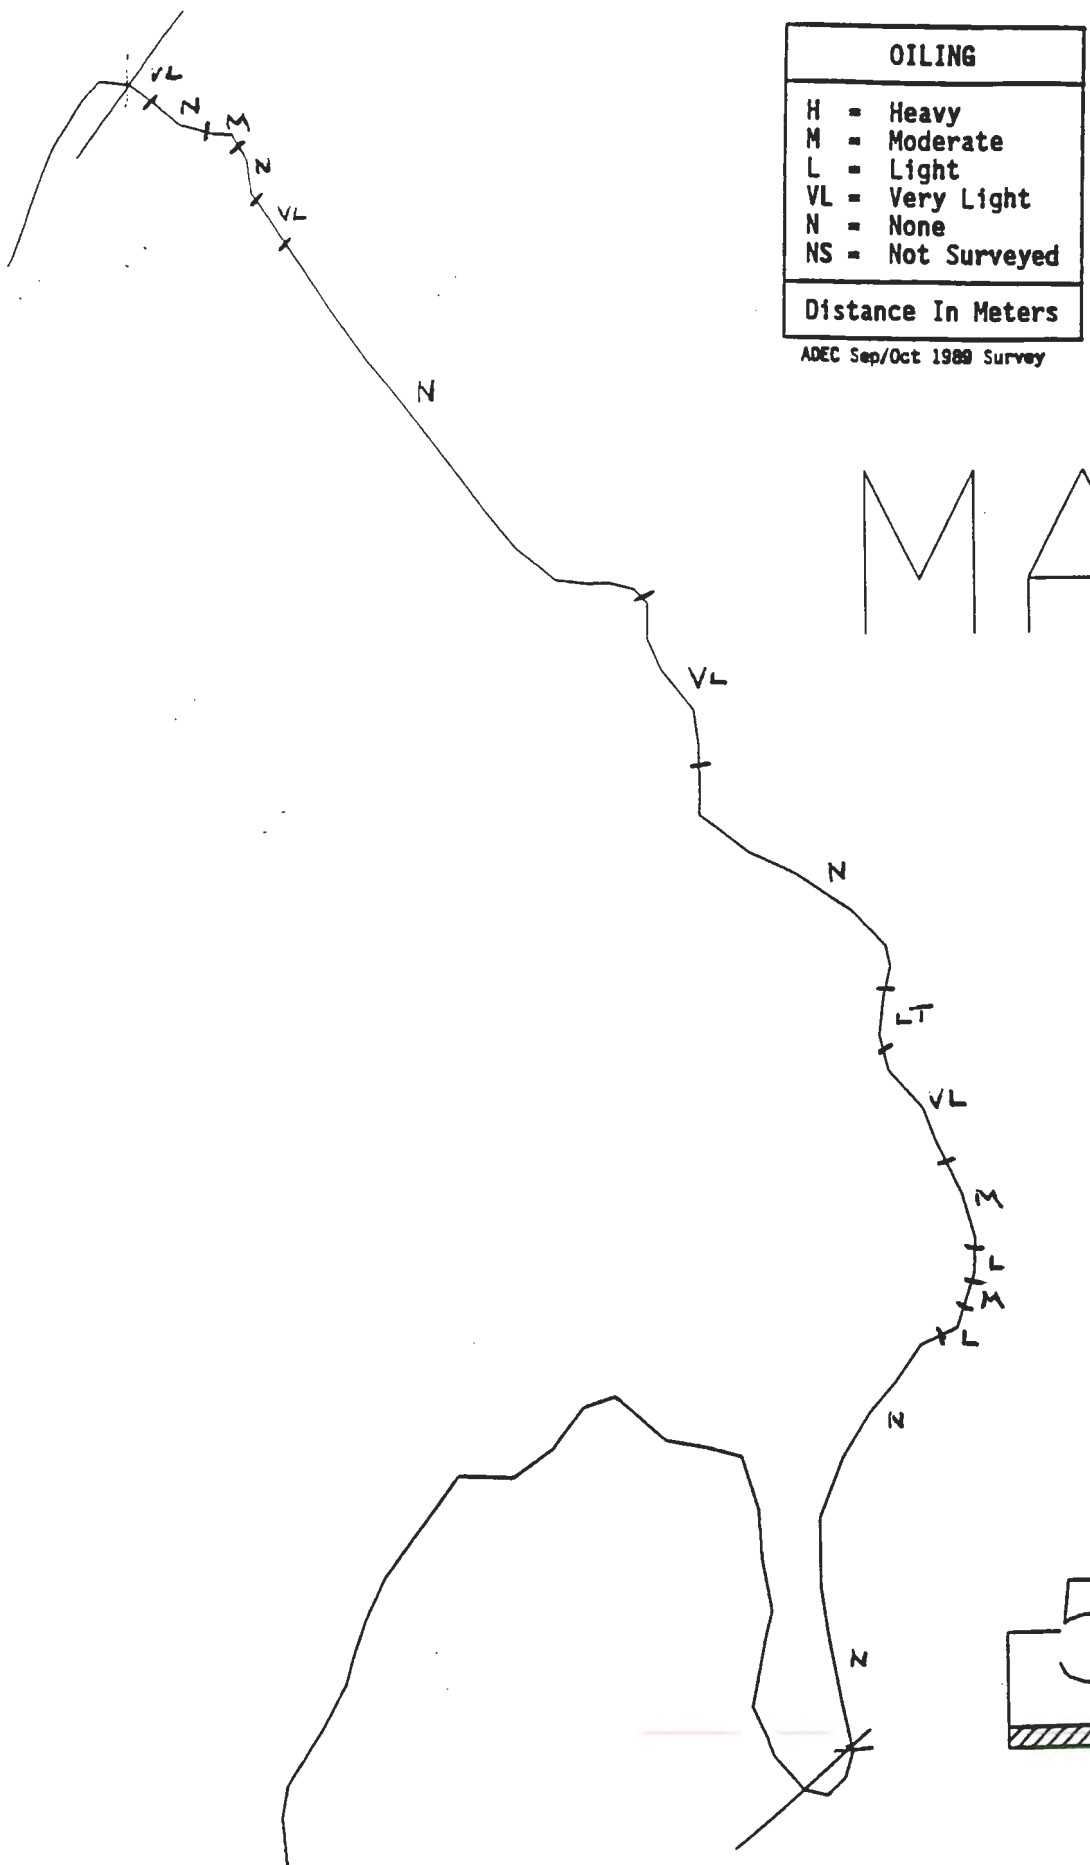 OILING
H = Heavy
M = Moderate
L = Light
VL = Very Light
N = None
NS = Not Surveyed
Distance In Meters
ADEC Sep/Oct 1989 Survey
VL
N
M
N
VL
N
MA
VL
N
LT
VL
M
L
M
L
N
N